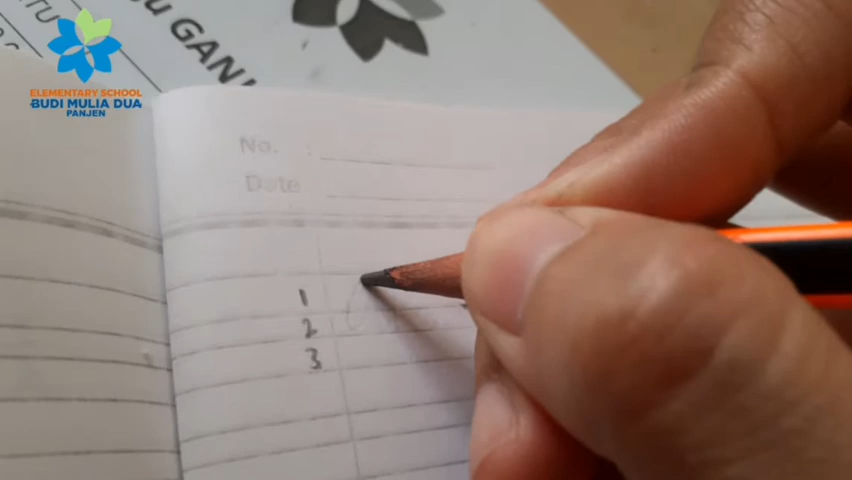 ELEMENTARY SCHOOL
BUDI MULIA DUA
PANJEN
No. :
Date
1
2
3